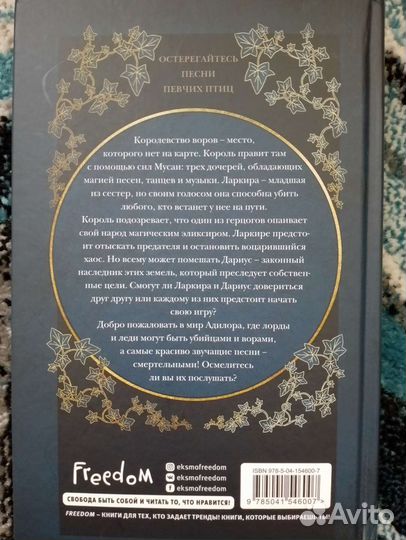 ОСТЕРЕГАЙТЕСЬ
ПЕСНИ
ПЕВЧИХ ПТИЦ
Королевство воров – место,
которого нет на карте. Король правит там
с помощью сил Мусаи: трех дочерей, обладающих
магией песен, танцев и музыки. Ларкира – младшая
из сестер, но своим голосом она способна убить
любого, кто встанет у нее на пути.
Король подозревает, что один из герцогов опаивает
свой народ магическим эликсиром. Ларкире предсто-
ит отыскать предателя и остановить воцарившийся
хаос. Но всему может помешать Дариус – законный
наследник этих земель, который преследует собствен-
ные цели. Смогут ли Ларкира и Дариус довериться
друг другу или каждому из них предстоит начать
свою игру?
Добро пожаловать в мир Адилора, где лорды
и леди могут быть убийцами и ворами,
а самые красиво звучащие песни –
смертельными! Осмелитесь
ли вы их послушать?
Freedom
eksmofreedom
eksmofreedom
eksmofreedom
ISBN 978-5-04-154600-7
9 785041 546007 >
СВОБОДА БЫТЬ СОБОЙ И ЧИТАТЬ ТО, ЧТО НРАВИТСЯ!
FREEDOM – КНИГИ ДЛЯ ТЕХ, КТО ЗАДАЕТ ТРЕНДЫ! КНИГИ, КОТОРЫЕ ВЫБИРАЕШЬ ТЫ!
Avito